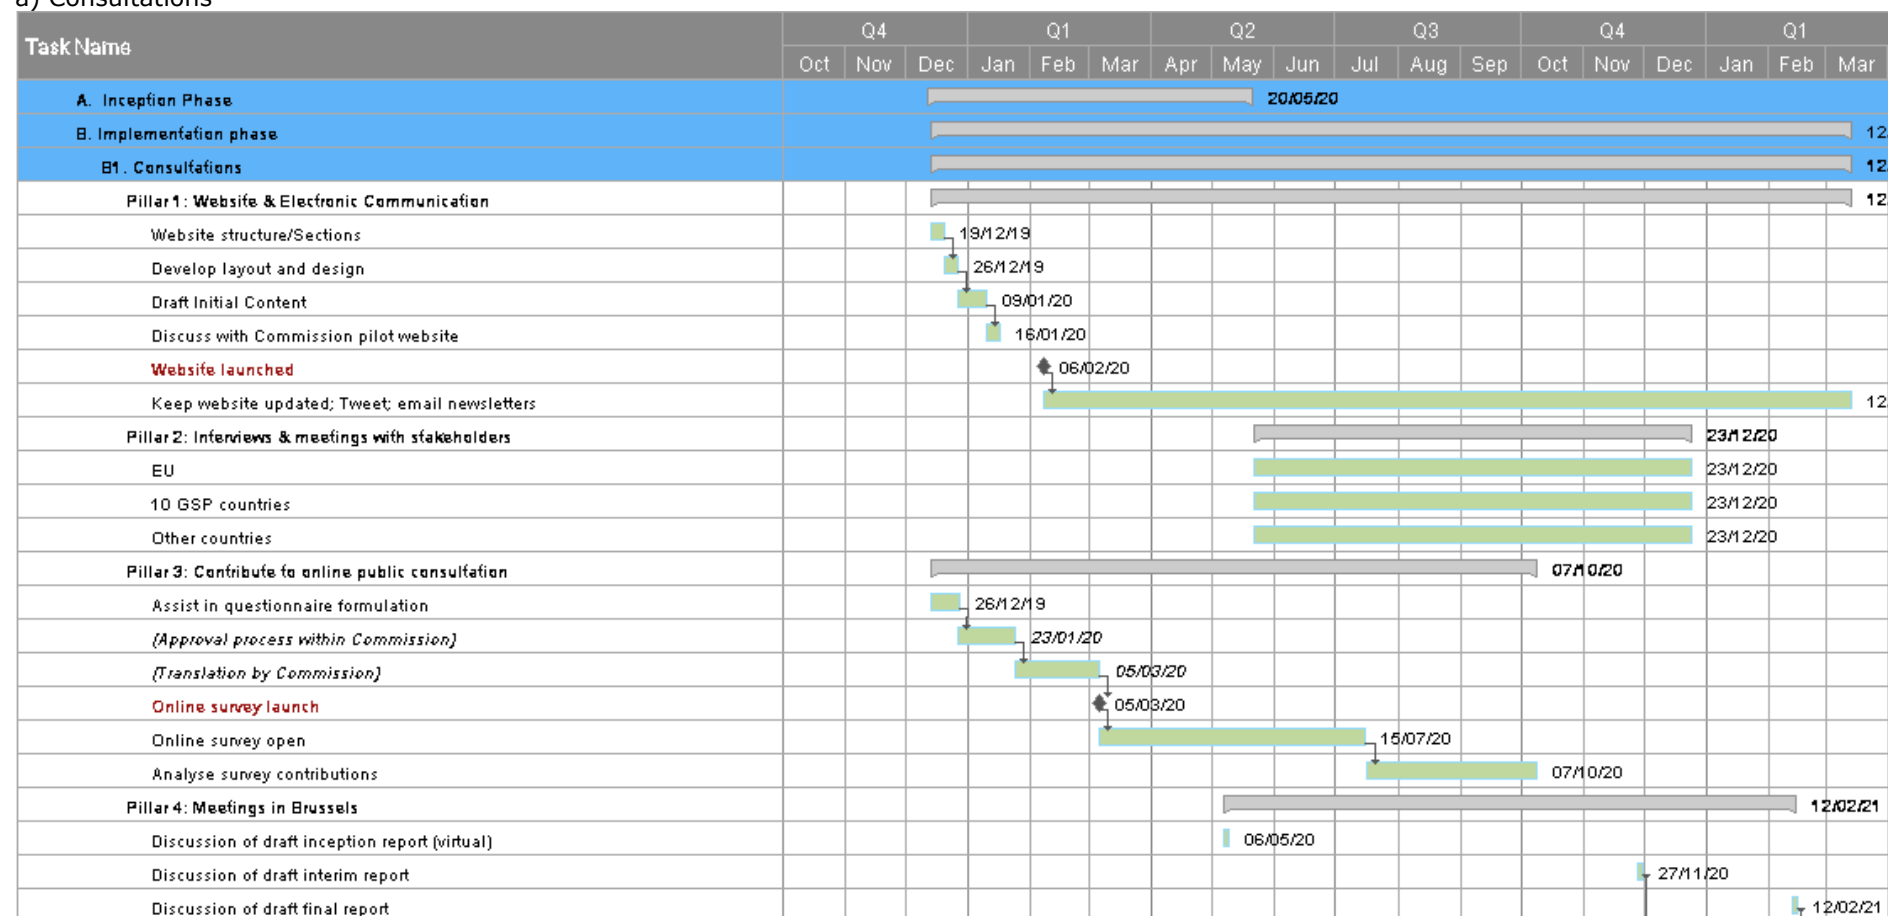 a) Consultations
Task Name
Q4 Q1 Q2 Q3 Q4 Q1
Oct Nov Dec Jan Feb Mar Apr May Jun Jul Aug Sep Oct Nov Dec Jan Feb Mar
A. Inception Phase 20/05/20
B. Implementation phase 12
B1. Consultations 12
Pillar 1: Website & Electronic Communication 12
Website structure/Sections 19/12/19
Develop layout and design 26/12/19
Draft Initial Content 09/01/20
Discuss with Commission pilot website 16/01/20
Website launched 06/02/20
Keep website updated; Tweet; email newsletters 12
Pillar 2: Interviews & meetings with stakeholders 23/12/20
EU 23/12/20
10 GSP countries 23/12/20
Other countries 23/12/20
Pillar 3: Contribute to online public consultation 07/10/20
Assist in questionnaire formulation 26/12/19
(Approval process within Commission) 23/01/20
(Translation by Commission) 05/03/20
Online survey launch 05/03/20
Online survey open 15/07/20
Analyse survey contributions 07/10/20
Pillar 4: Meetings in Brussels 12/02/21
Discussion of draft inception report (virtual) 06/05/20
Discussion of draft interim report 27/11/20
Discussion of draft final report 12/02/21